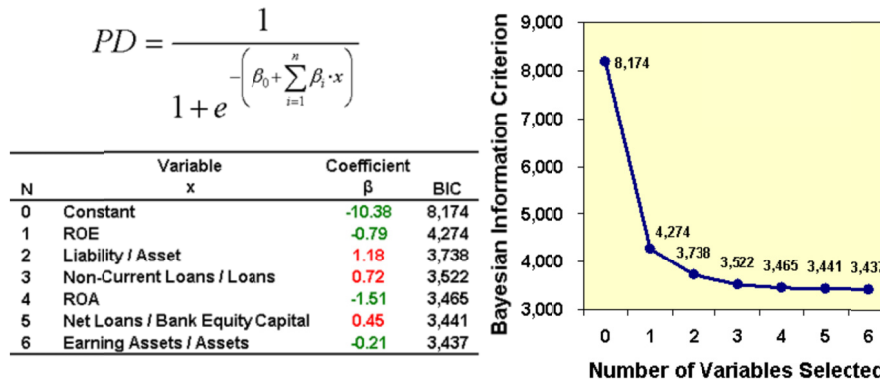 PD = 1 / 1 + e^-(β0 + Σ i=1 n βi · x)
Variable Coefficient
N x β BIC
0 Constant -10.38 8,174
1 ROE -0.79 4,274
2 Liability / Asset 1.18 3,738
3 Non-Current Loans / Loans 0.72 3,522
4 ROA -1.51 3,465
5 Net Loans / Bank Equity Capital 0.45 3,441
6 Earning Assets / Assets -0.21 3,437
Bayesian Information Criterion
9,000
8,000
7,000
6,000
5,000
4,000
3,000
8,174
4,274
3,738
3,522
3,465
3,441
3,437
0 1 2 3 4 5 6
Number of Variables Selected